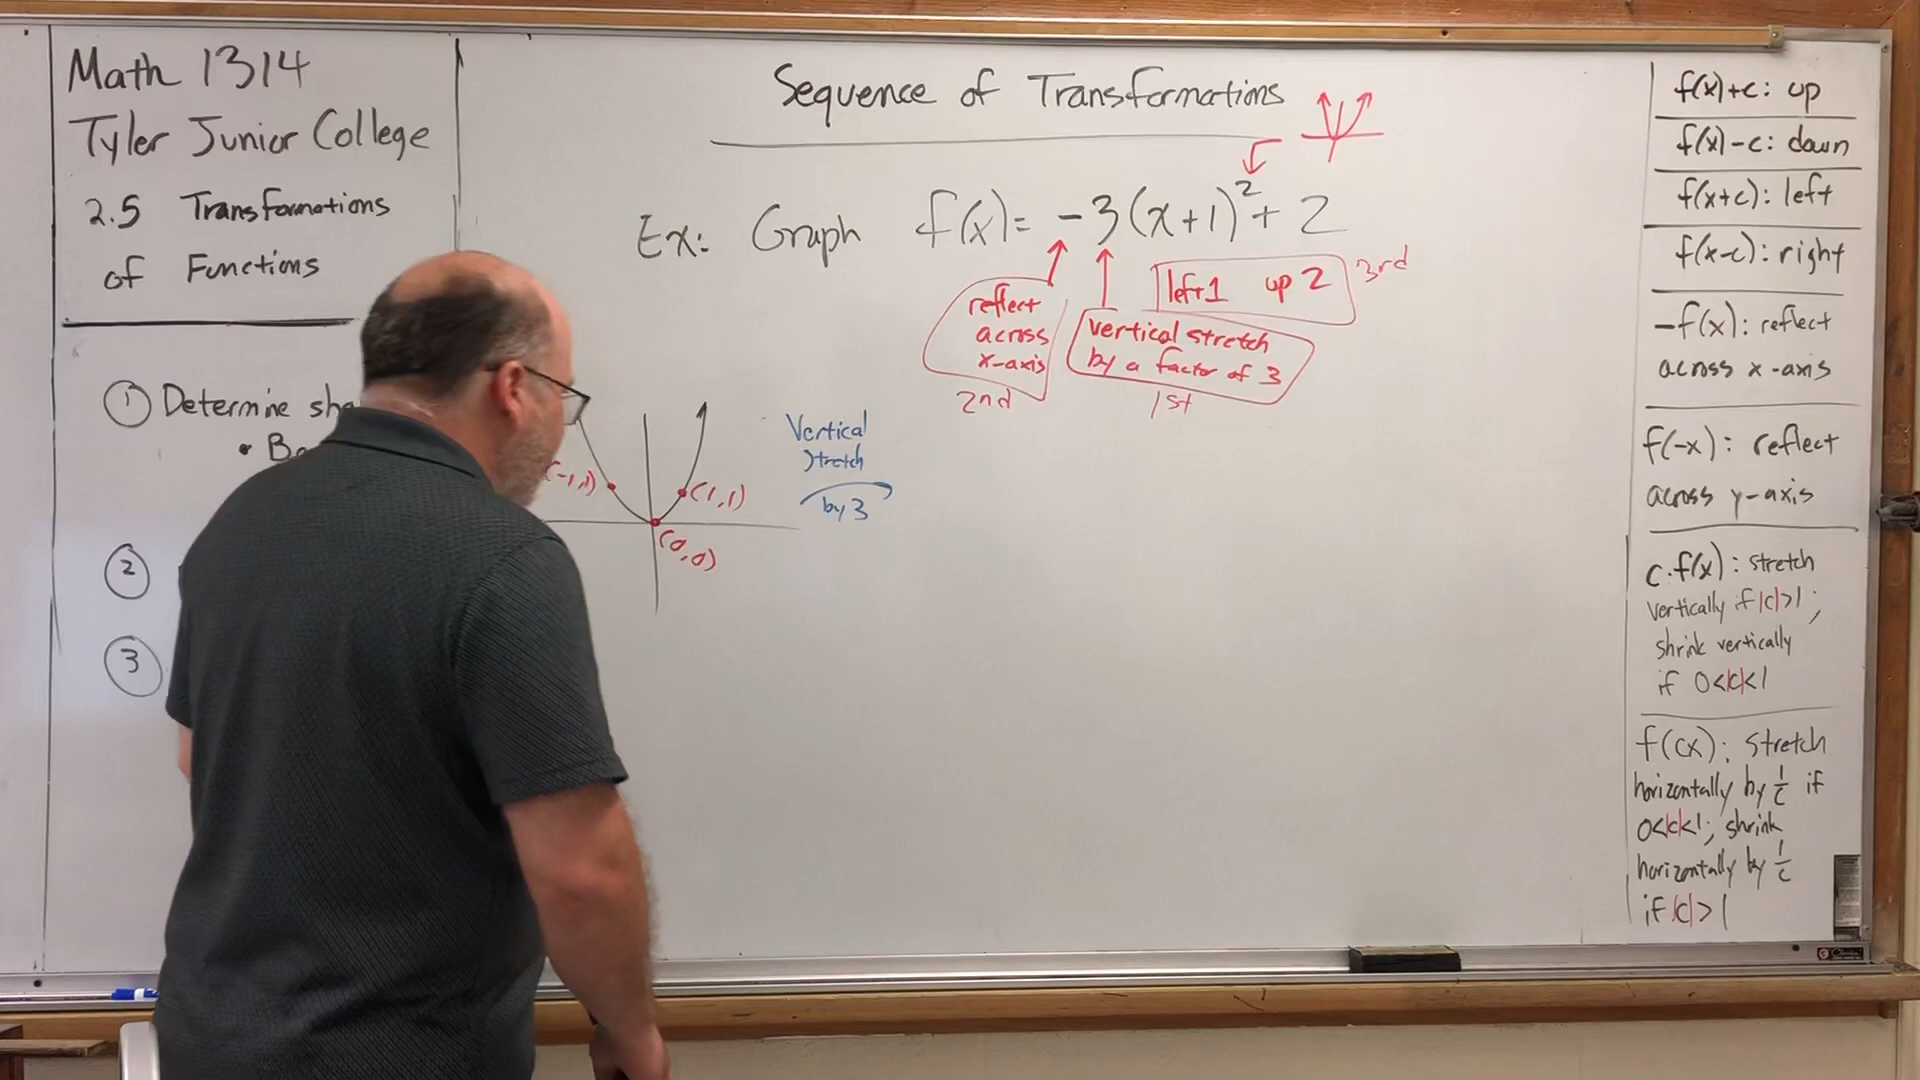 Math 1314
Tyler Junior College
2.5 Transformations
of Functions
1 Determine
2
3
Sequence of Transformations
Ex: Graph f(x)= -3(x+1)²+ 2
reflect
across
x-axis
2nd
vertical stretch
by a factor of 3
1st
left 1 up 2
3rd
(-1,1)
(1,1)
(0,0)
Vertical
stretch
by 3
f(x)+c: up
f(x)-c: down
f(x+c): left
f(x-c): right
-f(x): reflect
across x-axis
f(-x): reflect
across y-axis
c·f(x): stretch
vertically if |c|>1;
shrink vertically
if 0<|c|<1
f(cx): stretch
horizontally by 1/c if
0<|c|<1; shrink
horizontally by 1/c
if |c|>1